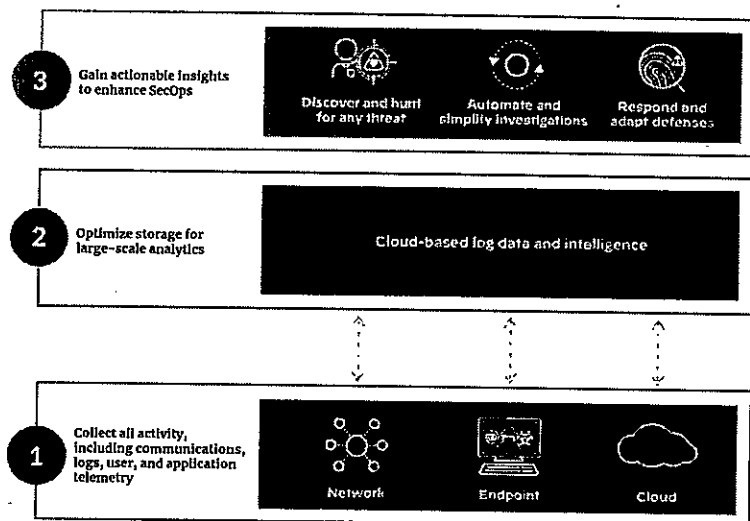 3
Gain actionable insights
to enhance SecOps
Discover and hunt
for any threat
Automate and
simplify investigations
Respond and
adapt defenses
2
Optimize storage for
large-scale analytics
Cloud-based log data and intelligence
1
Collect all activity,
including communications,
logs, user, and application
telemetry
Network
Endpoint
Cloud